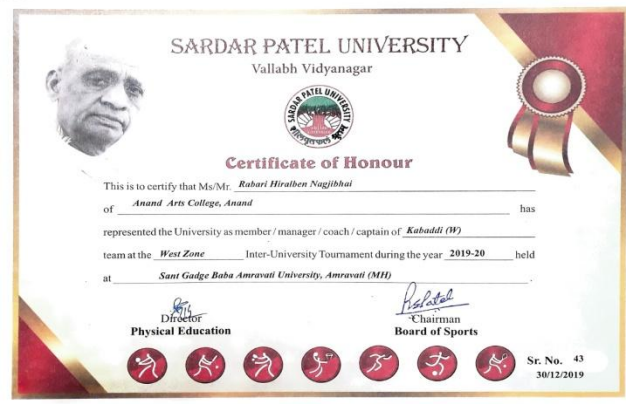 SARDAR PATEL UNIVERSITY
Vallabh Vidyanagar
SARDAR PATEL UNIVERSITY
Certificate of Honour
This is to certify that Ms/Mr. Rabari Hiralben Nagjibhai
of Anand Arts College, Anand has
represented the University as member / manager / coach / captain of Kabaddi (W)
team at the West Zone Inter-University Tournament during the year 2019-20 held
at Sant Gadge Baba Amravati University, Amravati (MH) .
Director
Physical Education
Chairman
Board of Sports
Sr. No. 43
30/12/2019